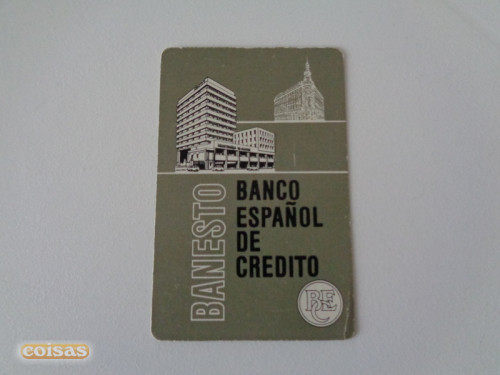 BANESTO
BANCO
ESPAÑOL
DE
CREDITO
BEC
coisas